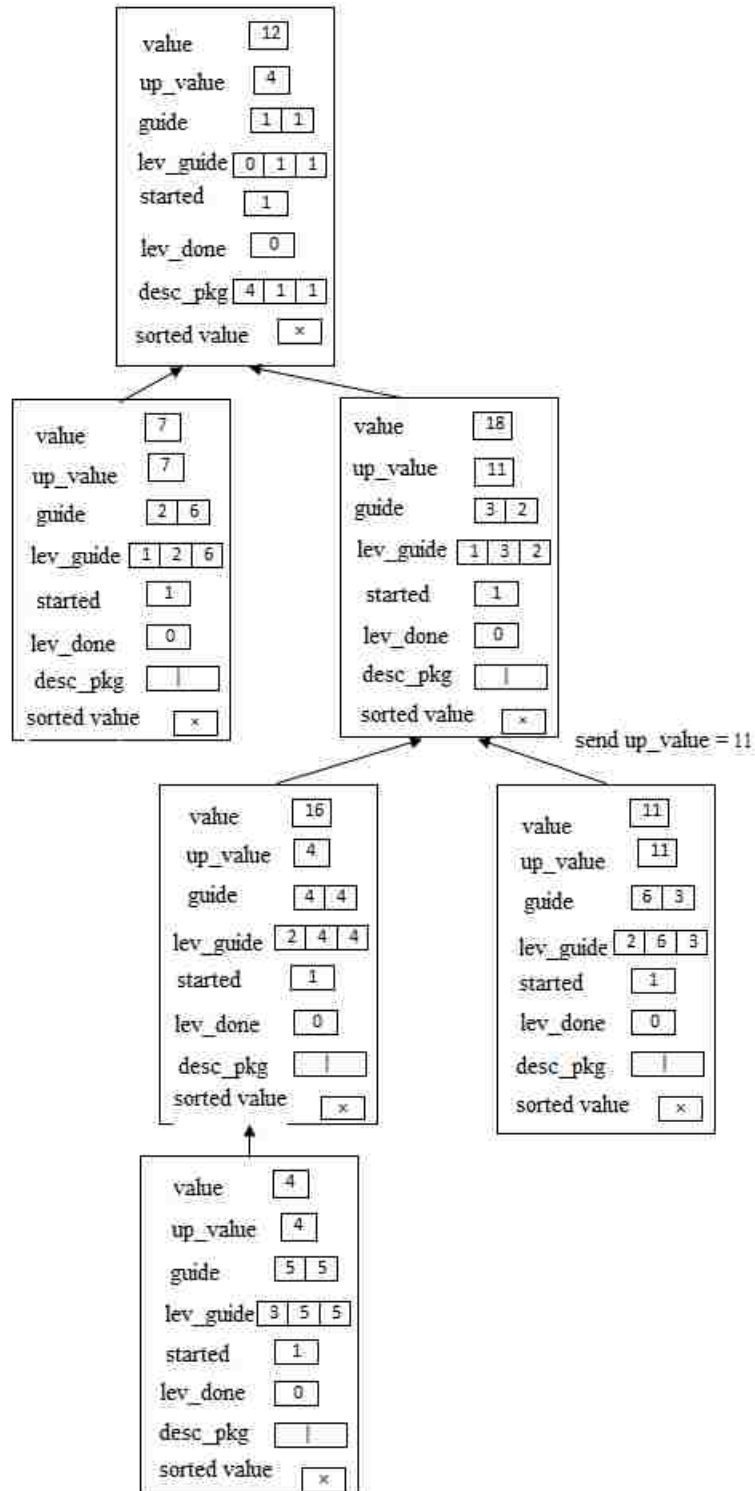 value 12
up_value 4
guide 1 1
lev_guide 0 1 1
started 1
lev_done 0
desc_pkg 4 1 1
sorted value ×
value 7
up_value 7
guide 2 6
lev_guide 1 2 6
started 1
lev_done 0
desc_pkg
sorted value ×
value 18
up_value 11
guide 3 2
lev_guide 1 3 2
started 1
lev_done 0
desc_pkg
sorted value ×
send up_value = 11
value 16
up_value 4
guide 4 4
lev_guide 2 4 4
started 1
lev_done 0
desc_pkg
sorted value ×
value 11
up_value 11
guide 6 3
lev_guide 2 6 3
started 1
lev_done 0
desc_pkg
sorted value ×
value 4
up_value 4
guide 5 5
lev_guide 3 5 5
started 1
lev_done 0
desc_pkg
sorted value ×